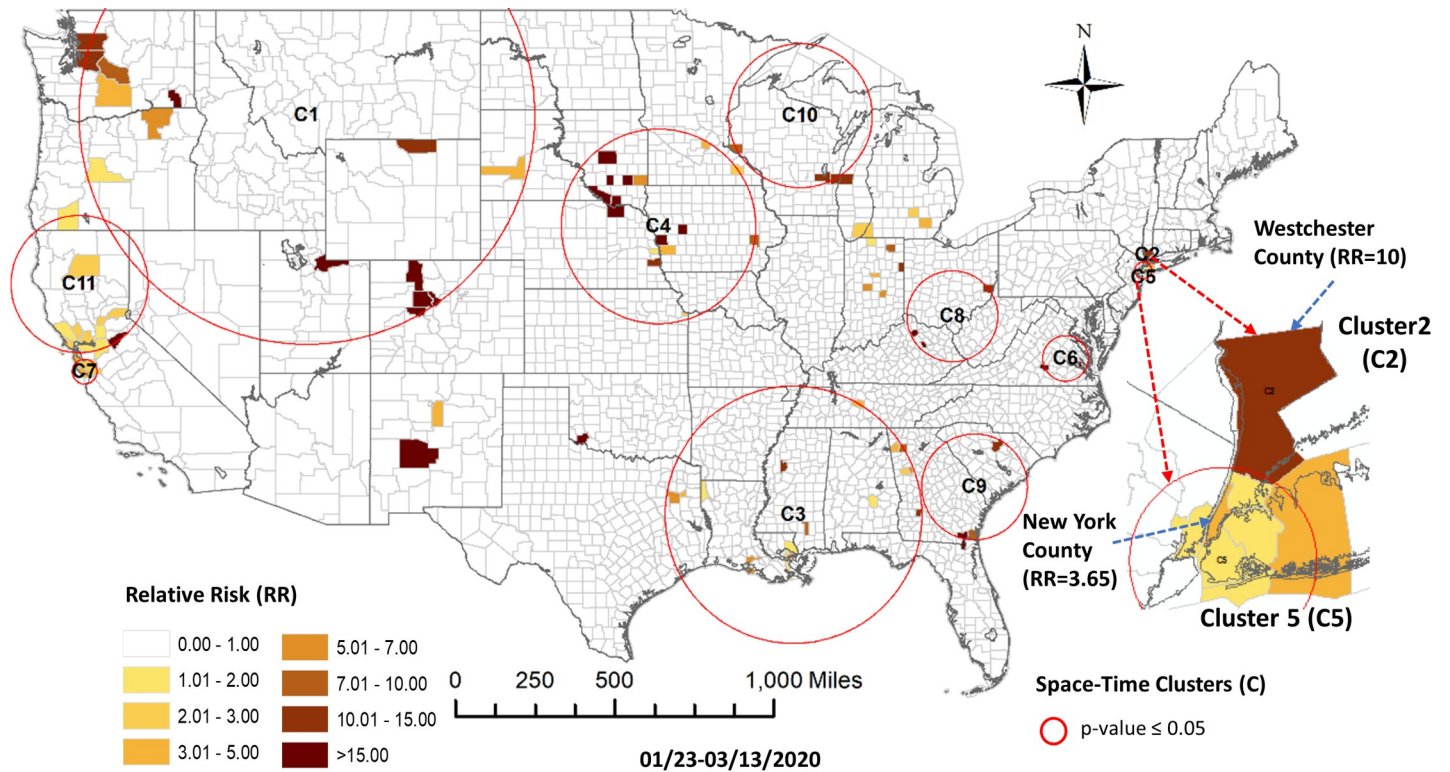 N
C1
C10
C4
C2
C5
C11
C8
C7
C6
C3
C9
Westchester
County (RR=10)
Cluster2
(C2)
C2
New York
County
(RR=3.65)
C5
Cluster 5 (C5)
Relative Risk (RR)
0.00 - 1.00
1.01 - 2.00
2.01 - 3.00
3.01 - 5.00
5.01 - 7.00
7.01 - 10.00
10.01 - 15.00
>15.00
0 250 500 1,000 Miles
01/23-03/13/2020
Space-Time Clusters (C)
p-value ≤ 0.05